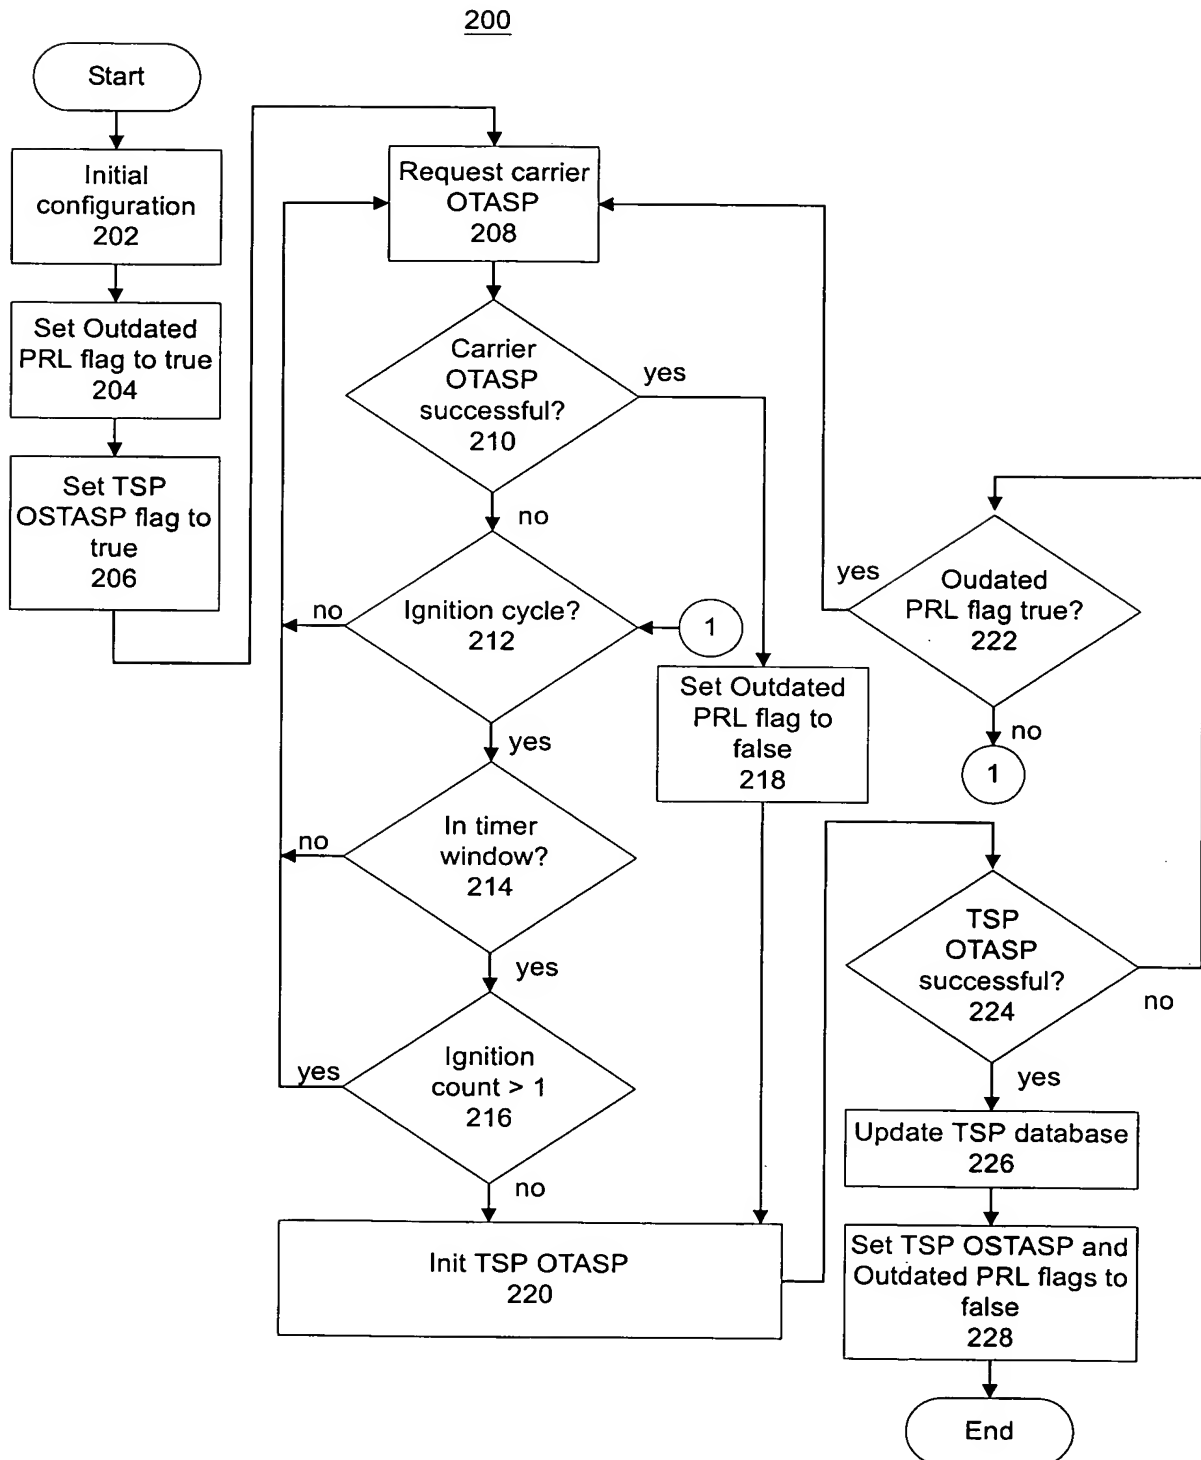 200
Start
Initial
configuration
202
Set Outdated
PRL flag to true
204
Set TSP
OSTASP flag to
true
206
Request carrier
OTASP
208
Carrier
OTASP
successful?
210
yes
no
Ignition cycle?
212
no
1
yes
In timer
window?
214
no
yes
Ignition
count > 1
216
yes
no
Init TSP OTASP
220
Set Outdated
PRL flag to
false
218
Oudated
PRL flag true?
222
yes
no
1
TSP
OTASP
successful?
224
no
yes
Update TSP database
226
Set TSP OSTASP and
Outdated PRL flags to
false
228
End